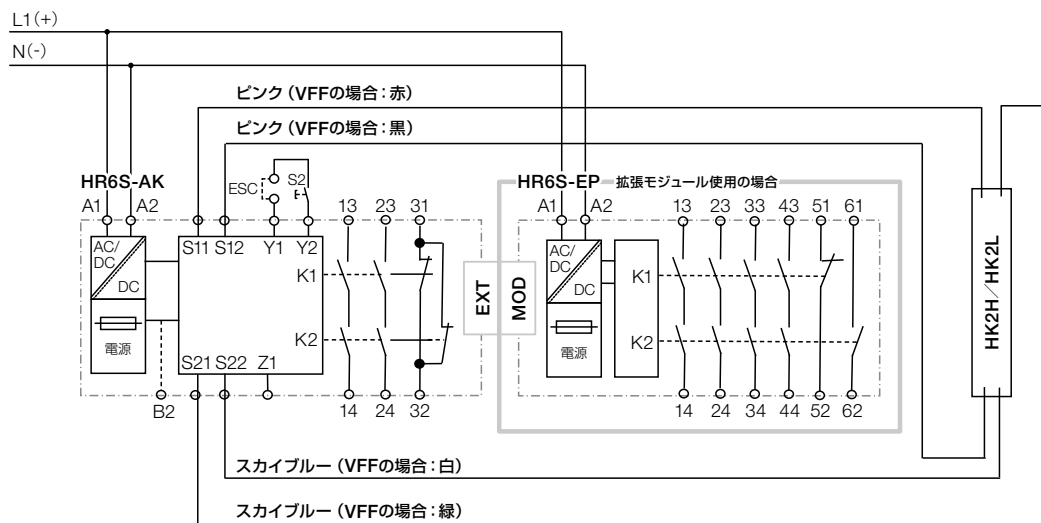 L1(+)
N(-)
ピンク（VFFの場合：赤）
ピンク（VFFの場合：黒）
HR6S-AK
ESC
S2
HR6S-EP
拡張モジュール使用の場合
A1 A2
13 23 31
A1 A2
13 23 33 43 51 61
S11 S12 Y1 Y2
AC/
DC
DC
K1
K2
電源
S21 S22 Z1
EXT
MOD
AC/
DC
DC
K1
K2
電源
HK2H／HK2L
B2
14 24 32
14 24 34 44 52 62
スカイブルー（VFFの場合：白）
スカイブルー（VFFの場合：緑）